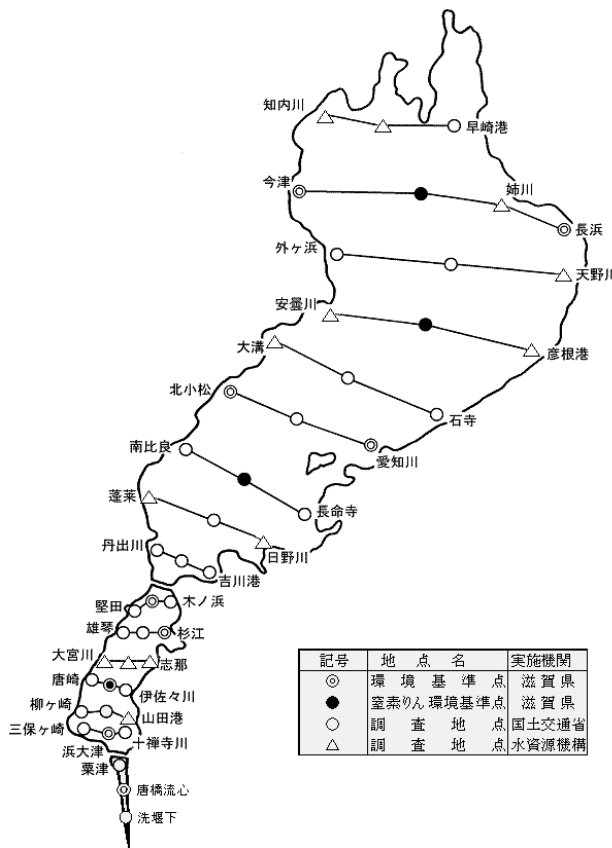 知内川
早崎港
今津
姉川
長浜
外ヶ浜
天野川
安曇川
彦根港
大溝
石寺
北小松
愛知川
南比良
長命寺
蓬莱
日野川
丹出川
吉川港
堅田
木ノ浜
雄琴
杉江
大宮川
志那
唐崎
伊佐々川
柳ヶ崎
山田港
三保ヶ崎
十禅寺川
浜大津
粟津
唐橋流心
洗堰下
記号 地点名 実施機関
◎ 環境基準点 滋賀県
● 窒素りん環境基準点 滋賀県
○ 調査地点 国土交通省
△ 調査地点 水資源機構